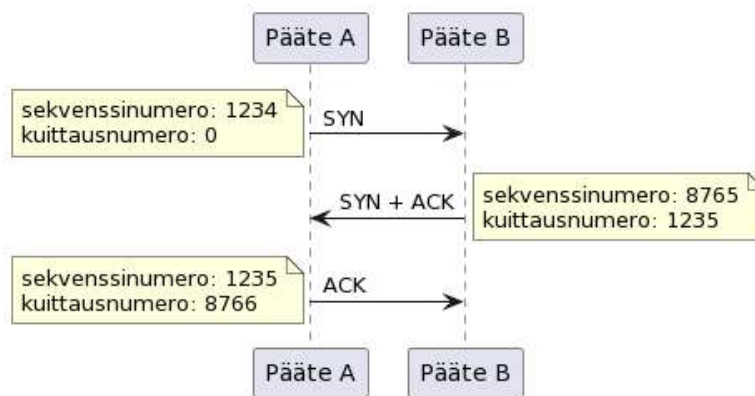 Pääte A
Pääte B
sekvenssinumero: 1234
kuittausnumero: 0
SYN
SYN + ACK
sekvenssinumero: 8765
kuittausnumero: 1235
sekvenssinumero: 1235
kuittausnumero: 8766
ACK
Pääte A
Pääte B